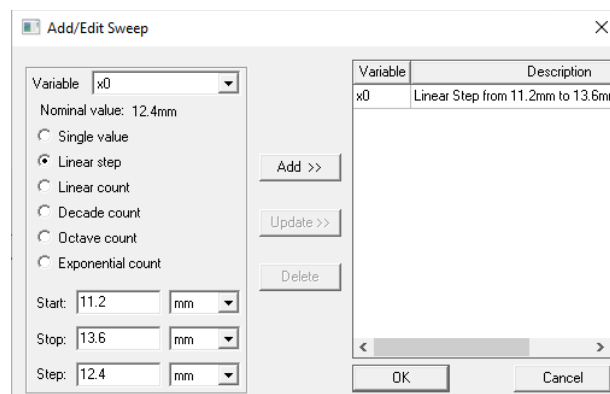 Add/Edit Sweep
Variable x0
Nominal value: 12.4mm
Single value
Linear step
Linear count
Decade count
Octave count
Exponential count
Start: 11.2 mm
Stop: 13.6 mm
Step: 12.4 mm
Add >>
Update >>
Delete
Variable Description
x0 Linear Step from 11.2mm to 13.6m
OK Cancel